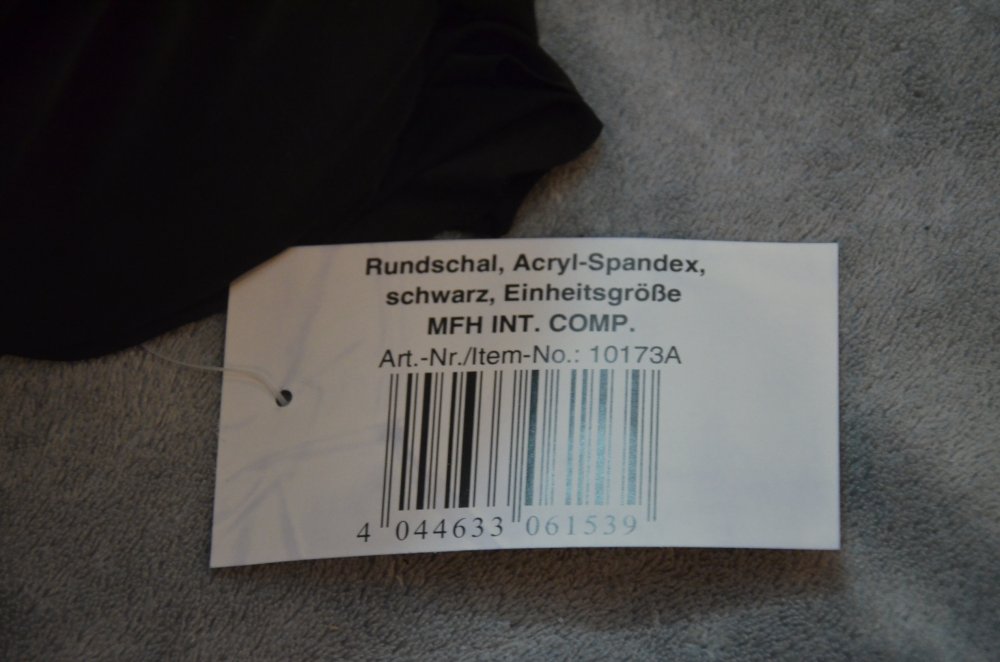 Rundschal, Acryl-Spandex,
schwarz, Einheitsgröße
MFH INT. COMP.
Art.-Nr./Item-No.: 10173A
4 044633 061539